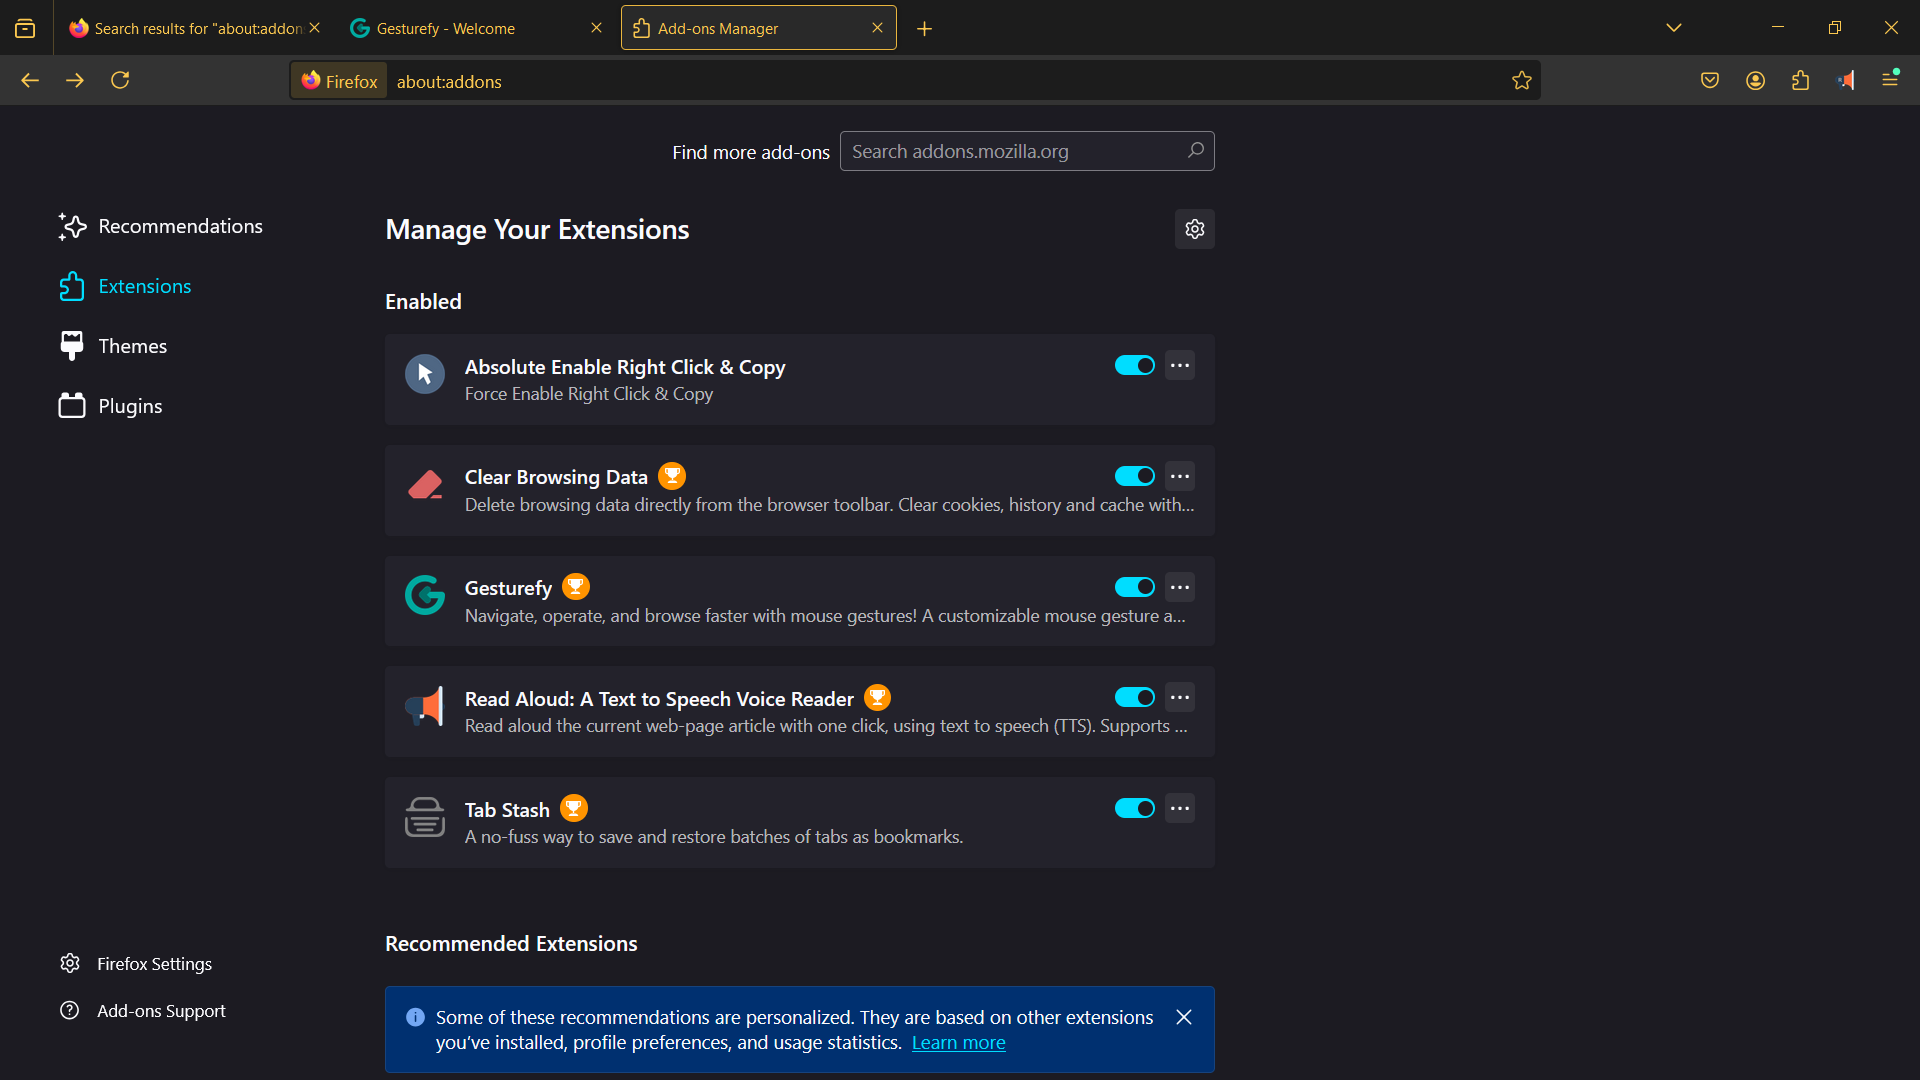 Search results for "about:addon
Gesturefy - Welcome
Add-ons Manager
Firefox
about:addons
Find more add-ons
Search addons.mozilla.org
Recommendations
Extensions
Themes
Plugins
Manage Your Extensions
Enabled
Absolute Enable Right Click & Copy
Force Enable Right Click & Copy
Clear Browsing Data
Delete browsing data directly from the browser toolbar. Clear cookies, history and cache with...
Gesturefy
Navigate, operate, and browse faster with mouse gestures! A customizable mouse gesture a...
Read Aloud: A Text to Speech Voice Reader
Read aloud the current web-page article with one click, using text to speech (TTS). Supports ...
Tab Stash
A no-fuss way to save and restore batches of tabs as bookmarks.
Recommended Extensions
Some of these recommendations are personalized. They are based on other extensions
you've installed, profile preferences, and usage statistics. Learn more
Firefox Settings
Add-ons Support